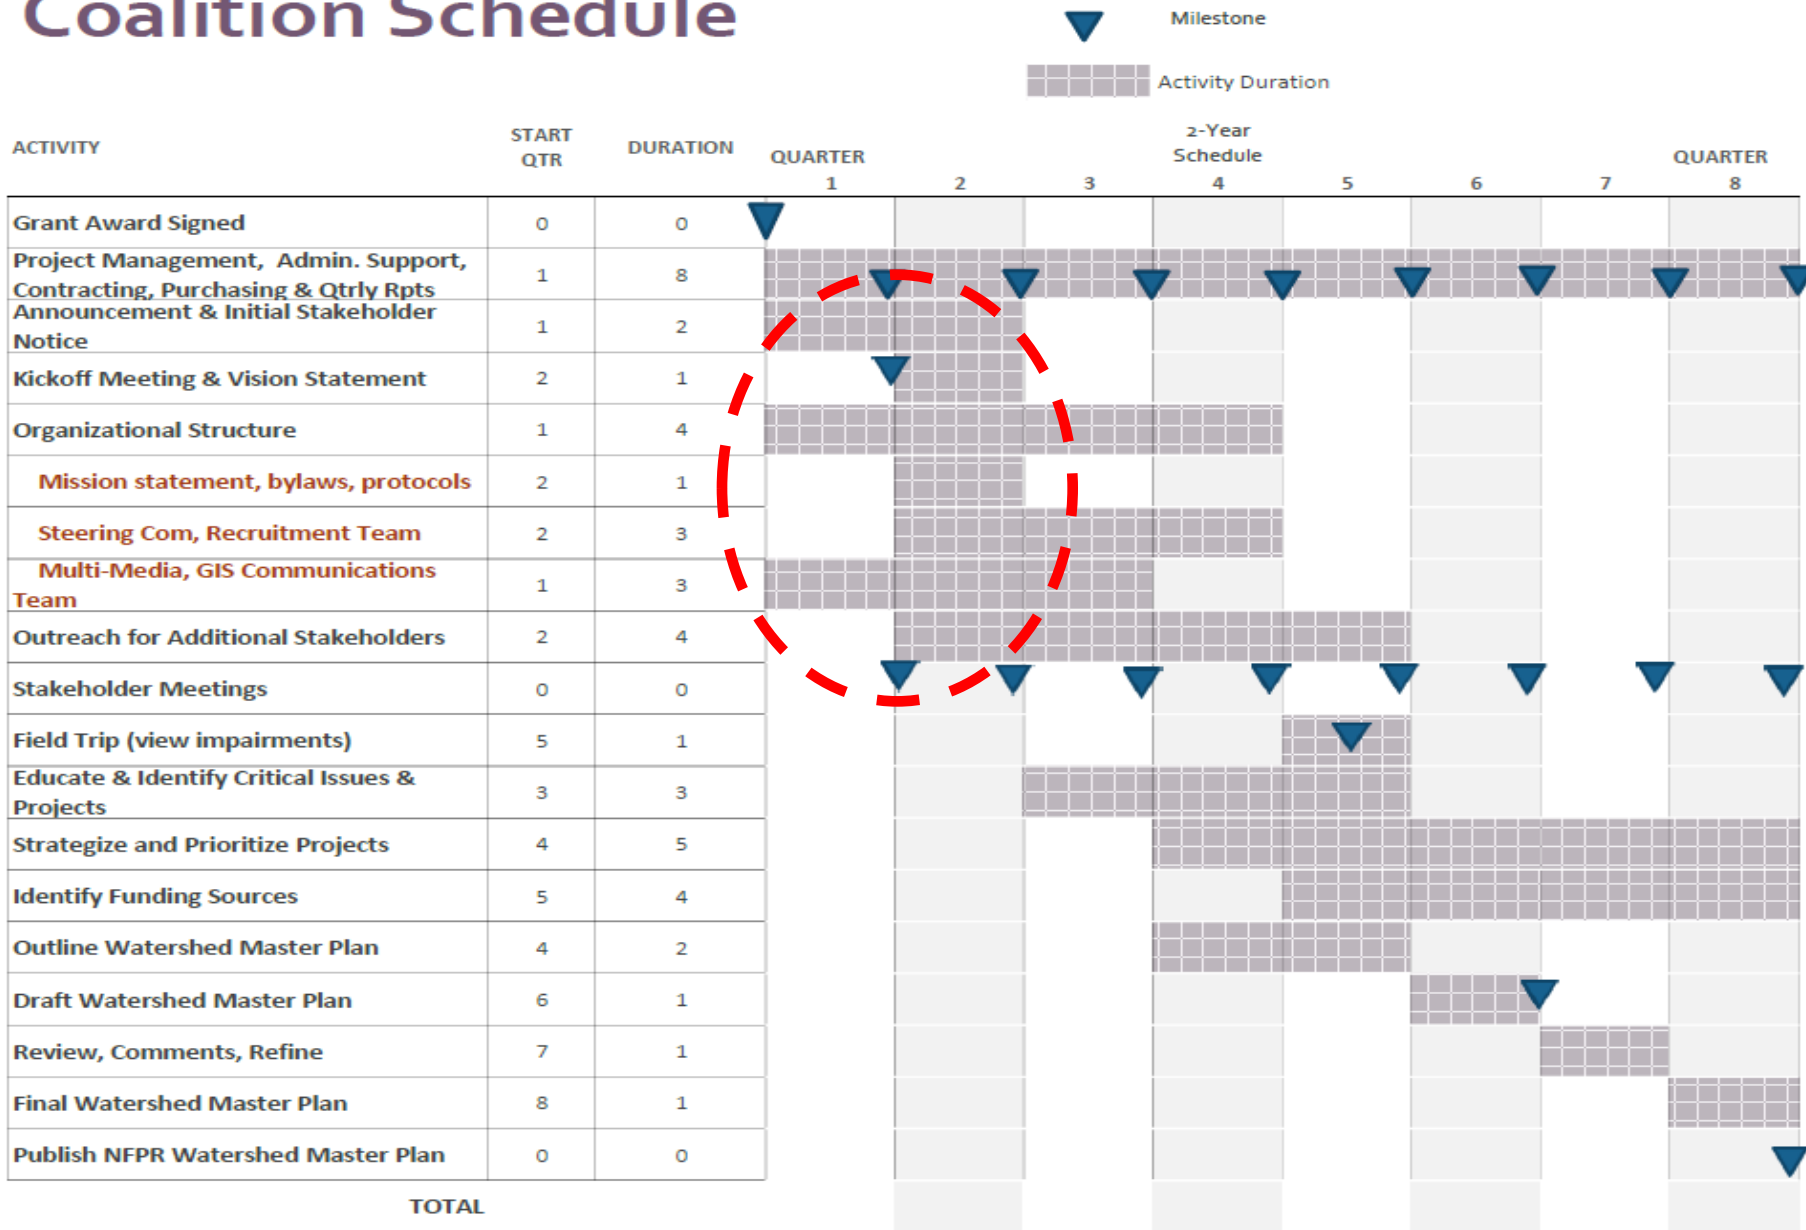 Coalition Schedule
Milestone
Activity Duration
ACTIVITY
START
QTR
DURATION
QUARTER
2-Year
Schedule
QUARTER
1 2 3 4 5 6 7 8
Grant Award Signed 0 0
Project Management, Admin. Support,
Contracting, Purchasing & Qtrly Rpts 1 8
Announcement & Initial Stakeholder
Notice 1 2
Kickoff Meeting & Vision Statement 2 1
Organizational Structure 1 4
Mission statement, bylaws, protocols 2 1
Steering Com, Recruitment Team 2 3
Multi-Media, GIS Communications
Team 1 3
Outreach for Additional Stakeholders 2 4
Stakeholder Meetings 0 0
Field Trip (view impairments) 5 1
Educate & Identify Critical Issues &
Projects 3 3
Strategize and Prioritize Projects 4 5
Identify Funding Sources 5 4
Outline Watershed Master Plan 4 2
Draft Watershed Master Plan 6 1
Review, Comments, Refine 7 1
Final Watershed Master Plan 8 1
Publish NFPR Watershed Master Plan 0 0
TOTAL